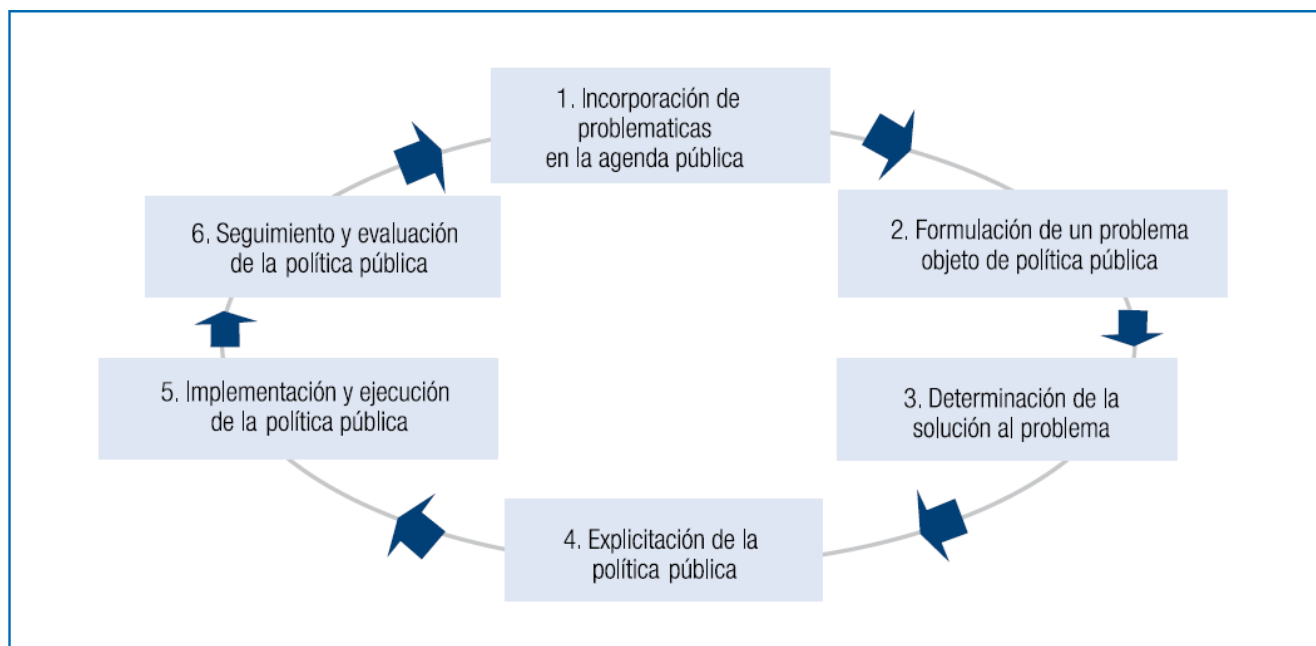 1. Incorporación de
problematicas
en la agenda pública
2. Formulación de un problema
objeto de política pública
3. Determinación de la
solución al problema
4. Explicitación de la
política pública
5. Implementación y ejecución
de la política pública
6. Seguimiento y evaluación
de la política pública